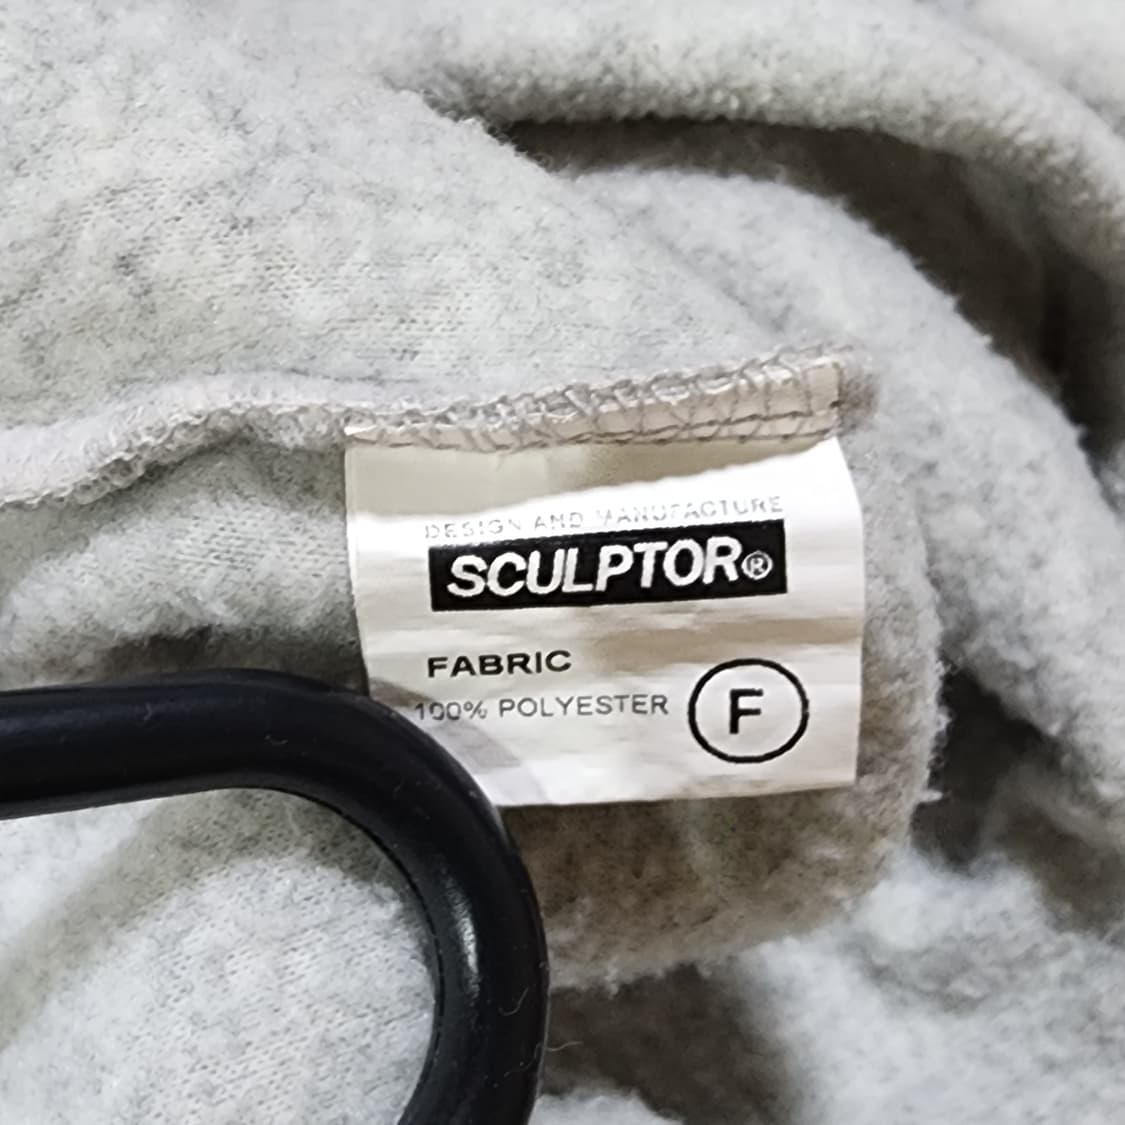 DESIGN AND MANUFACTURE
SCULPTOR®
FABRIC
100% POLYESTER
F